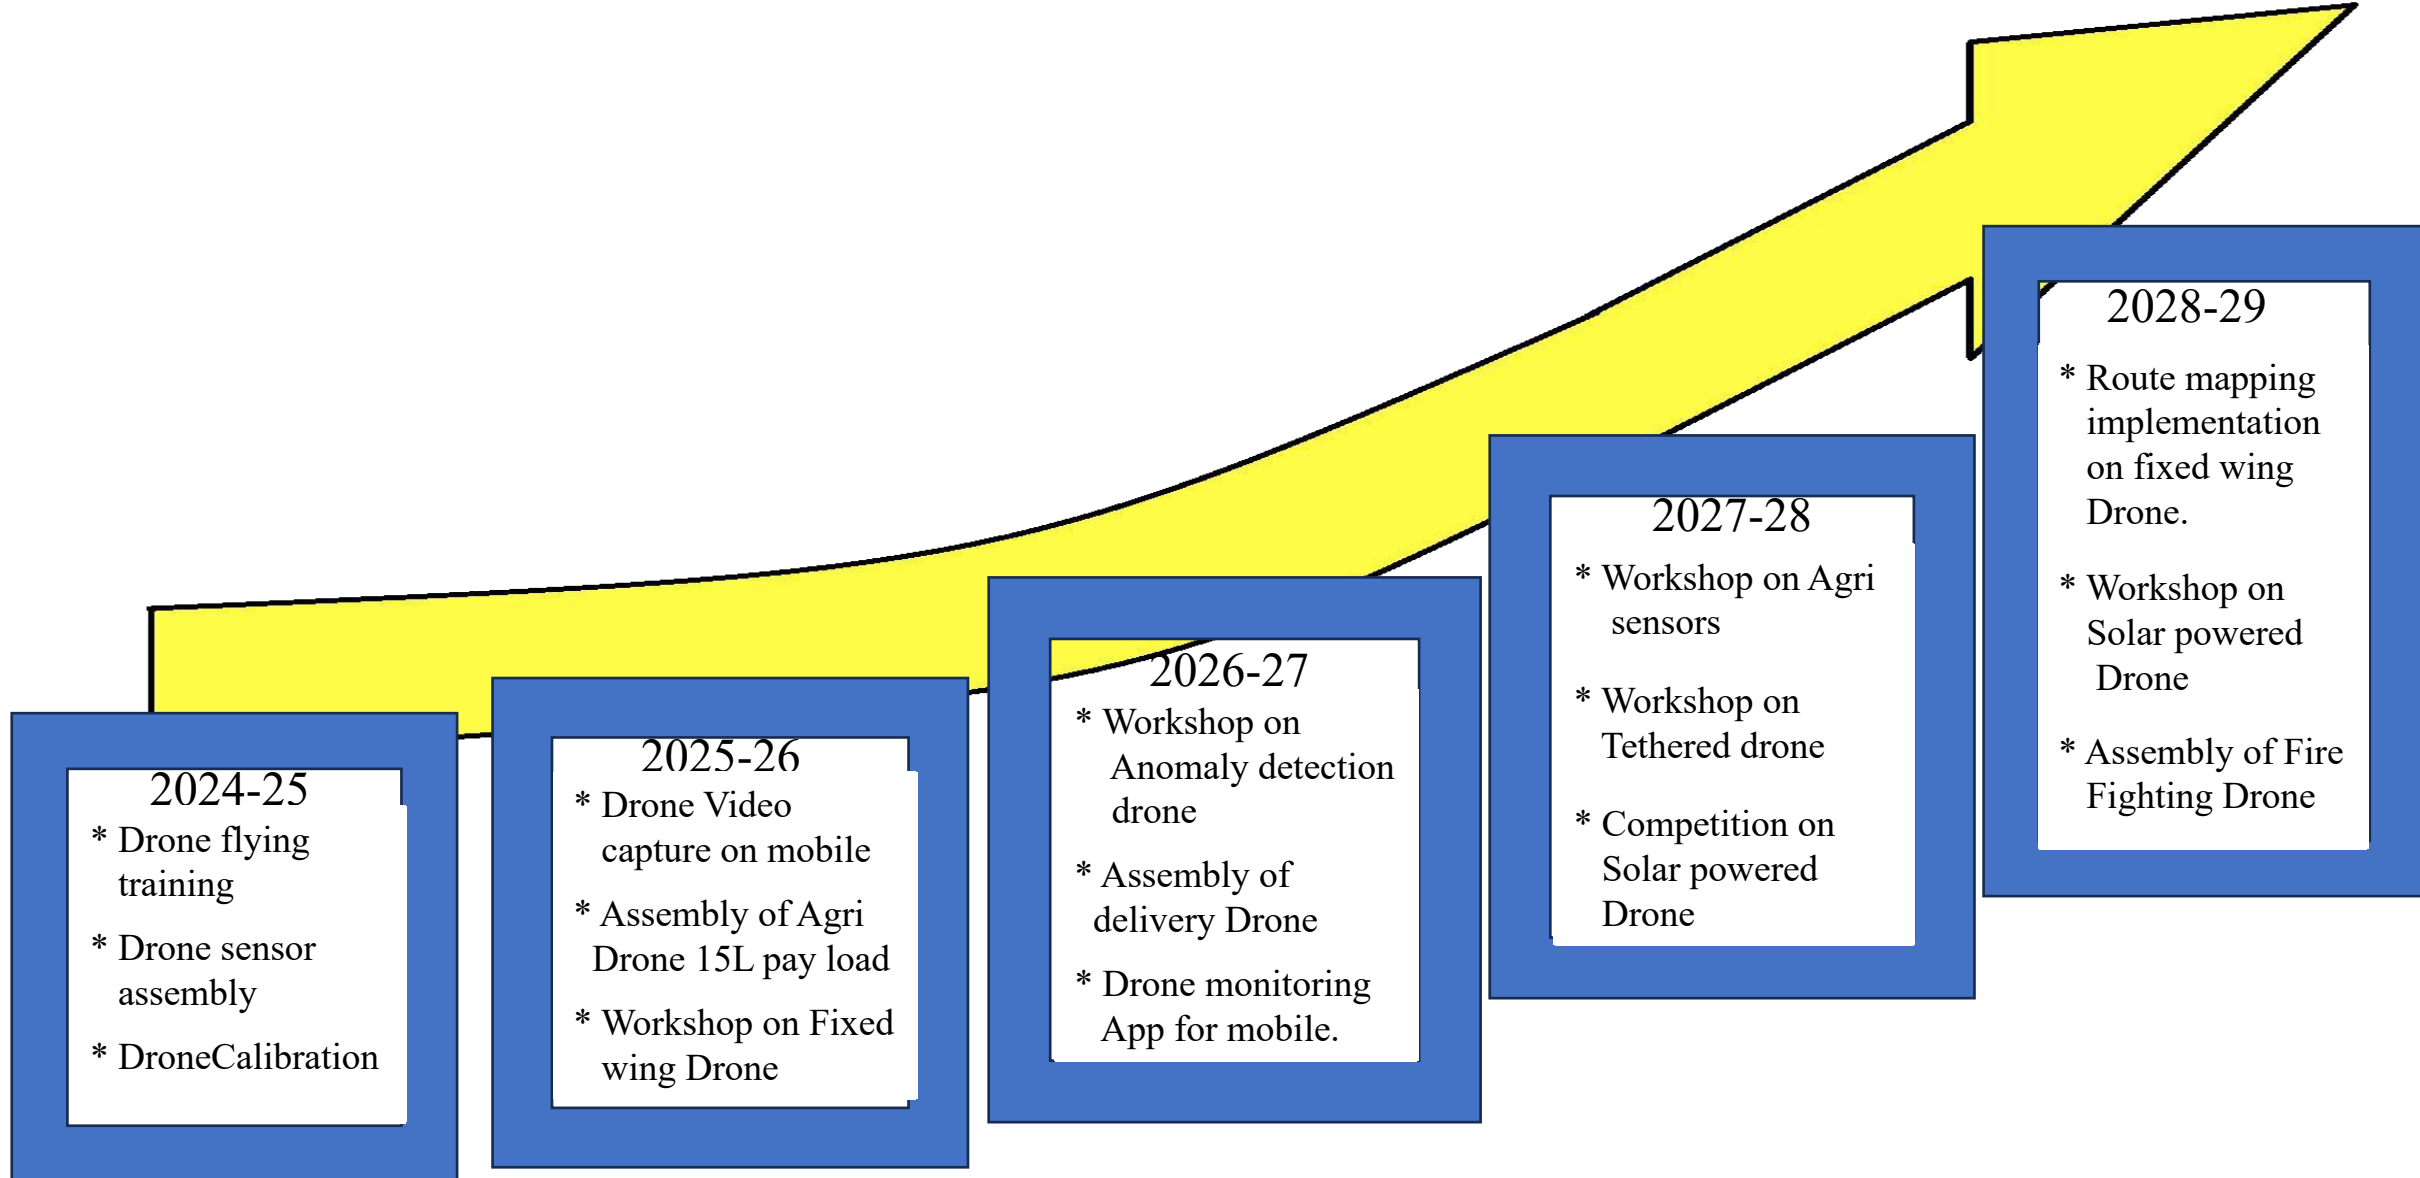 2024-25
* Drone flying
training
* Drone sensor
assembly
* DroneCalibration
2025-26
* Drone Video
capture on mobile
* Assembly of Agri
Drone 15L pay load
* Workshop on Fixed
wing Drone
2026-27
* Workshop on
Anomaly detection
drone
* Assembly of
delivery Drone
* Drone monitoring
App for mobile.
2027-28
* Workshop on Agri
sensors
* Workshop on
Tethered drone
* Competition on
Solar powered
Drone
2028-29
* Route mapping
implementation
on fixed wing
Drone.
* Workshop on
Solar powered
Drone
* Assembly of Fire
Fighting Drone